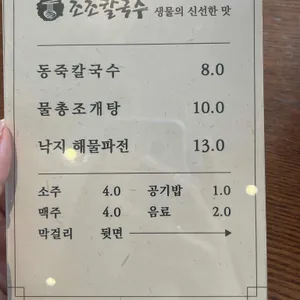 조조칼국수 생물의 신선한 맛
동죽칼국수 8.0
물총조개탕 10.0
낙지 해물파전 13.0
소주 4.0 공기밥 1.0
맥주 4.0 음료 2.0
막걸리 뒷면